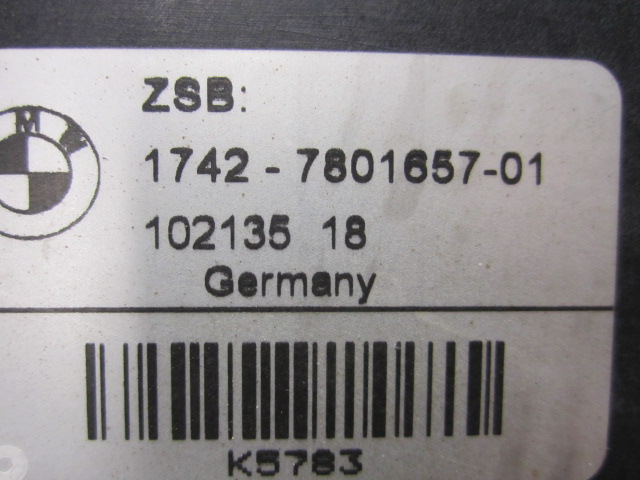 ZSB:
1742 - 7801657-01
102135 18
Germany
K5783